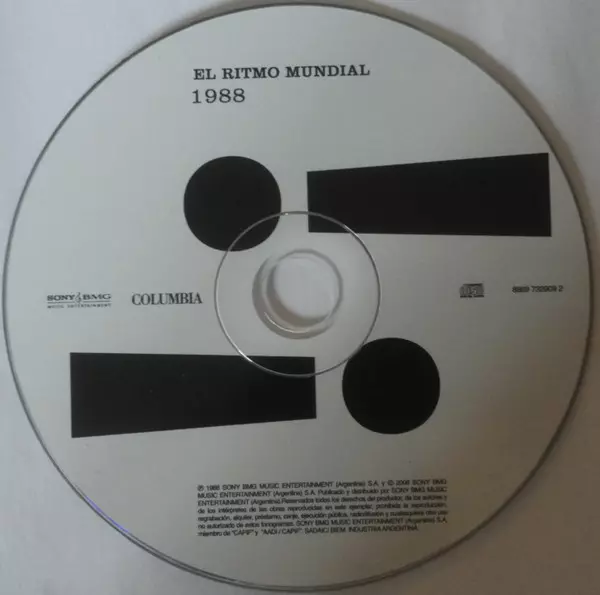 EL RITMO MUNDIAL
1988
SONY BMG
MUSIC ENTERTAINMENT
COLUMBIA
℗ 1988 SONY BMG MUSIC ENTERTAINMENT (Argentina) S.A. y © 2008 SONY BMG
MUSIC ENTERTAINMENT (Argentina) S.A. Publicado y distribuido por SONY BMG MUSIC
ENTERTAINMENT (Argentina). Reservados todos los derechos del productor, de los autores y
de los intérpretes de las obras reproducidas en este ejemplar, prohibida la reproducción,
regrabación, alquiler, préstamo, canje, ejecución pública, radiodifusión y cualesquiera otro uso
no autorizado de estos fonogramas. SONY BMG MUSIC ENTERTAINMENT (Argentina) S.A.
miembro de "CAPIF" y "AADI / CAPIF". SADAIC/ BIEM. INDUSTRIA ARGENTINA.